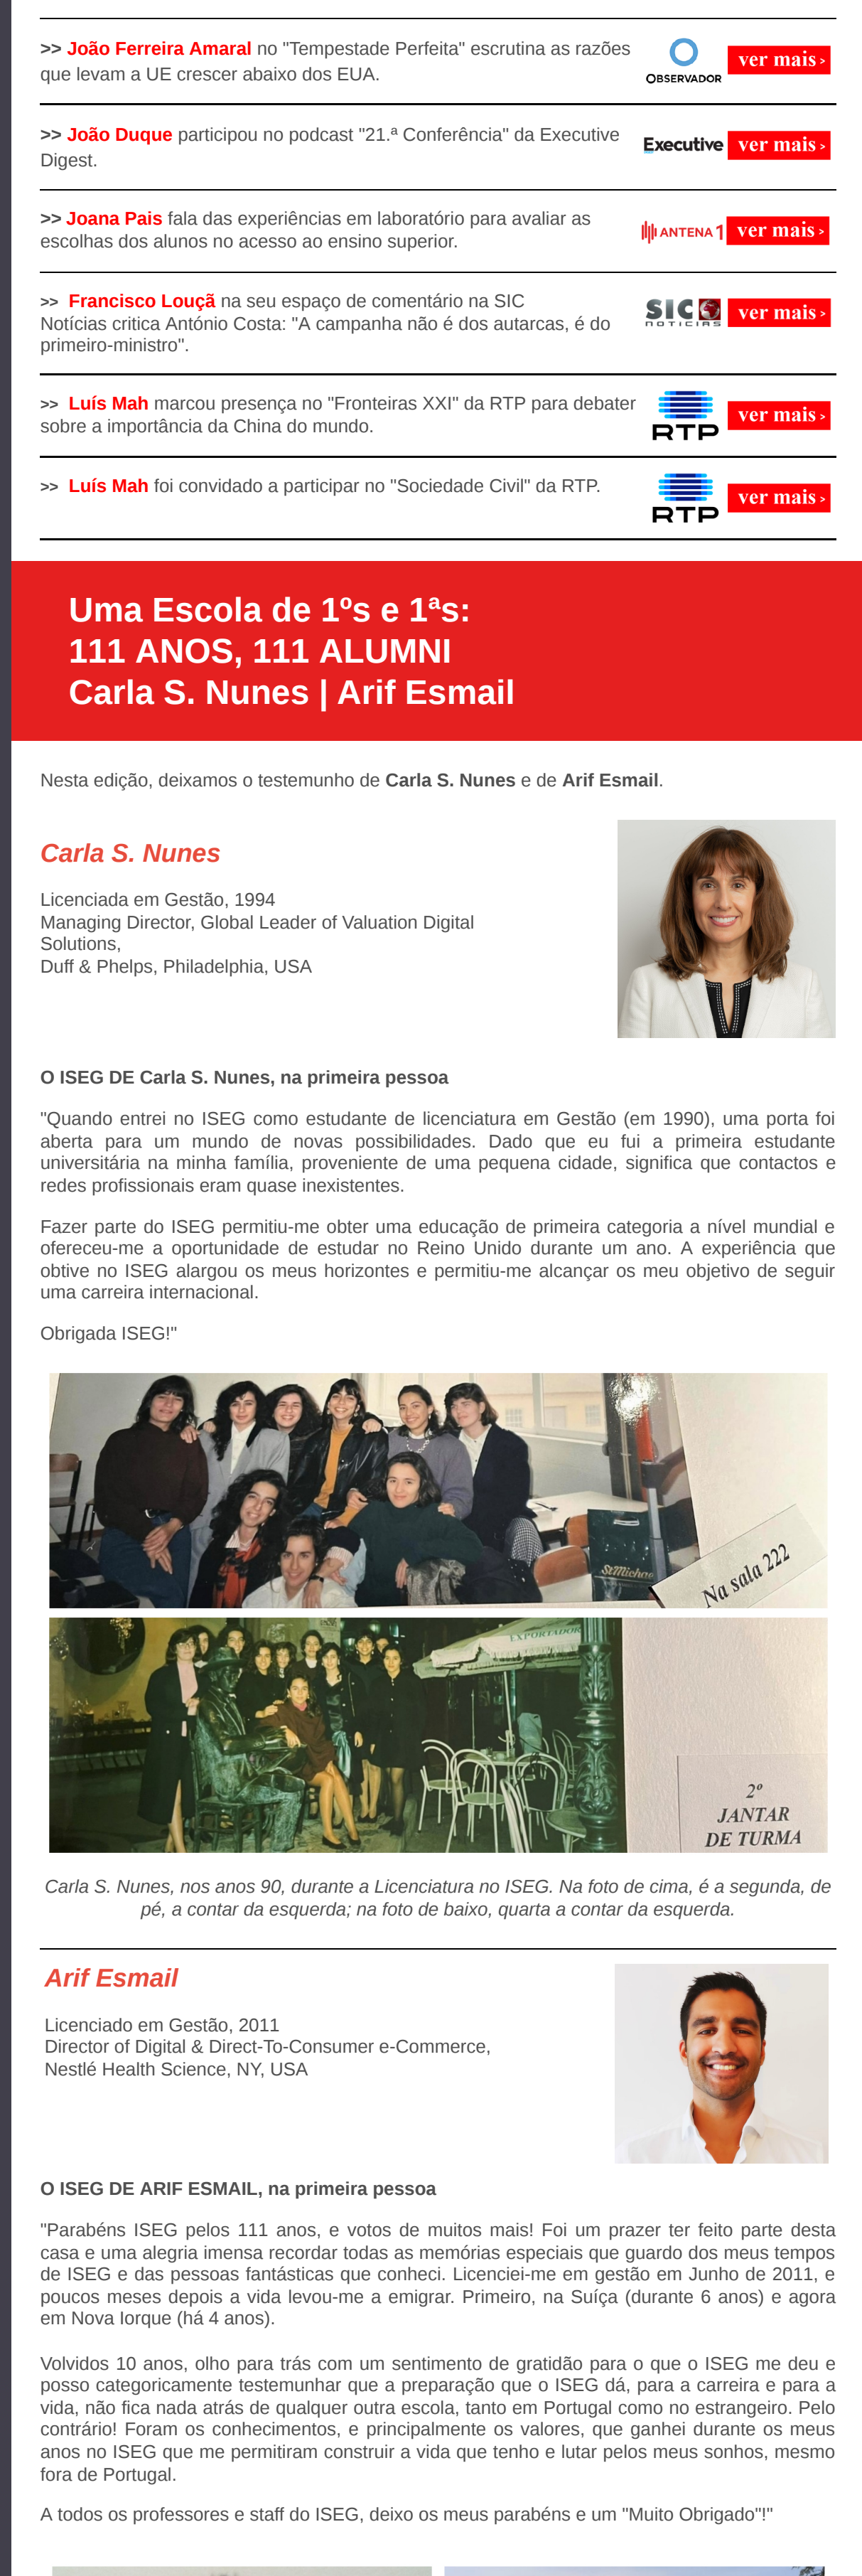 >> João Ferreira Amaral no "Tempestade Perfeita" escrutina as razões
que levam a UE crescer abaixo dos EUA.
OBSERVADOR
ver mais >
>> João Duque participou no podcast "21.ª Conferência" da Executive
Digest.
Executive
ver mais >
>> Joana Pais fala das experiências em laboratório para avaliar as
escolhas dos alunos no acesso ao ensino superior.
ANTENA 1
ver mais >
>> Francisco Louçã na seu espaço de comentário na SIC
Notícias critica António Costa: "A campanha não é dos autarcas, é do
primeiro-ministro".
SIC
NOTÍCIAS
ver mais >
>> Luís Mah marcou presença no "Fronteiras XXI" da RTP para debater
sobre a importância da China do mundo.
RTP
ver mais >
>> Luís Mah foi convidado a participar no "Sociedade Civil" da RTP.
RTP
ver mais >
Uma Escola de 1ºs e 1ªs:
111 ANOS, 111 ALUMNI
Carla S. Nunes | Arif Esmail
Nesta edição, deixamos o testemunho de Carla S. Nunes e de Arif Esmail.
Carla S. Nunes
Licenciada em Gestão, 1994
Managing Director, Global Leader of Valuation Digital
Solutions,
Duff & Phelps, Philadelphia, USA
O ISEG DE Carla S. Nunes, na primeira pessoa
"Quando entrei no ISEG como estudante de licenciatura em Gestão (em 1990), uma porta foi
aberta para um mundo de novas possibilidades. Dado que eu fui a primeira estudante
universitária na minha família, proveniente de uma pequena cidade, significa que contactos e
redes profissionais eram quase inexistentes.
Fazer parte do ISEG permitiu-me obter uma educação de primeira categoria a nível mundial e
ofereceu-me a oportunidade de estudar no Reino Unido durante um ano. A experiência que
obtive no ISEG alargou os meus horizontes e permitiu-me alcançar os meu objetivo de seguir
uma carreira internacional.
Obrigada ISEG!"
StMichael
Na sala 222
EXPORTADOR
2º
JANTAR
DE TURMA
Carla S. Nunes, nos anos 90, durante a Licenciatura no ISEG. Na foto de cima, é a segunda, de
pé, a contar da esquerda; na foto de baixo, quarta a contar da esquerda.
Arif Esmail
Licenciado em Gestão, 2011
Director of Digital & Direct-To-Consumer e-Commerce,
Nestlé Health Science, NY, USA
O ISEG DE ARIF ESMAIL, na primeira pessoa
"Parabéns ISEG pelos 111 anos, e votos de muitos mais! Foi um prazer ter feito parte desta
casa e uma alegria imensa recordar todas as memórias especiais que guardo dos meus tempos
de ISEG e das pessoas fantásticas que conheci. Licenciei-me em gestão em Junho de 2011, e
poucos meses depois a vida levou-me a emigrar. Primeiro, na Suíça (durante 6 anos) e agora
em Nova Iorque (há 4 anos).
Volvidos 10 anos, olho para trás com um sentimento de gratidão para o que o ISEG me deu e
posso categoricamente testemunhar que a preparação que o ISEG dá, para a carreira e para a
vida, não fica nada atrás de qualquer outra escola, tanto em Portugal como no estrangeiro. Pelo
contrário! Foram os conhecimentos, e principalmente os valores, que ganhei durante os meus
anos no ISEG que me permitiram construir a vida que tenho e lutar pelos meus sonhos, mesmo
fora de Portugal.
A todos os professores e staff do ISEG, deixo os meus parabéns e um "Muito Obrigado"!"